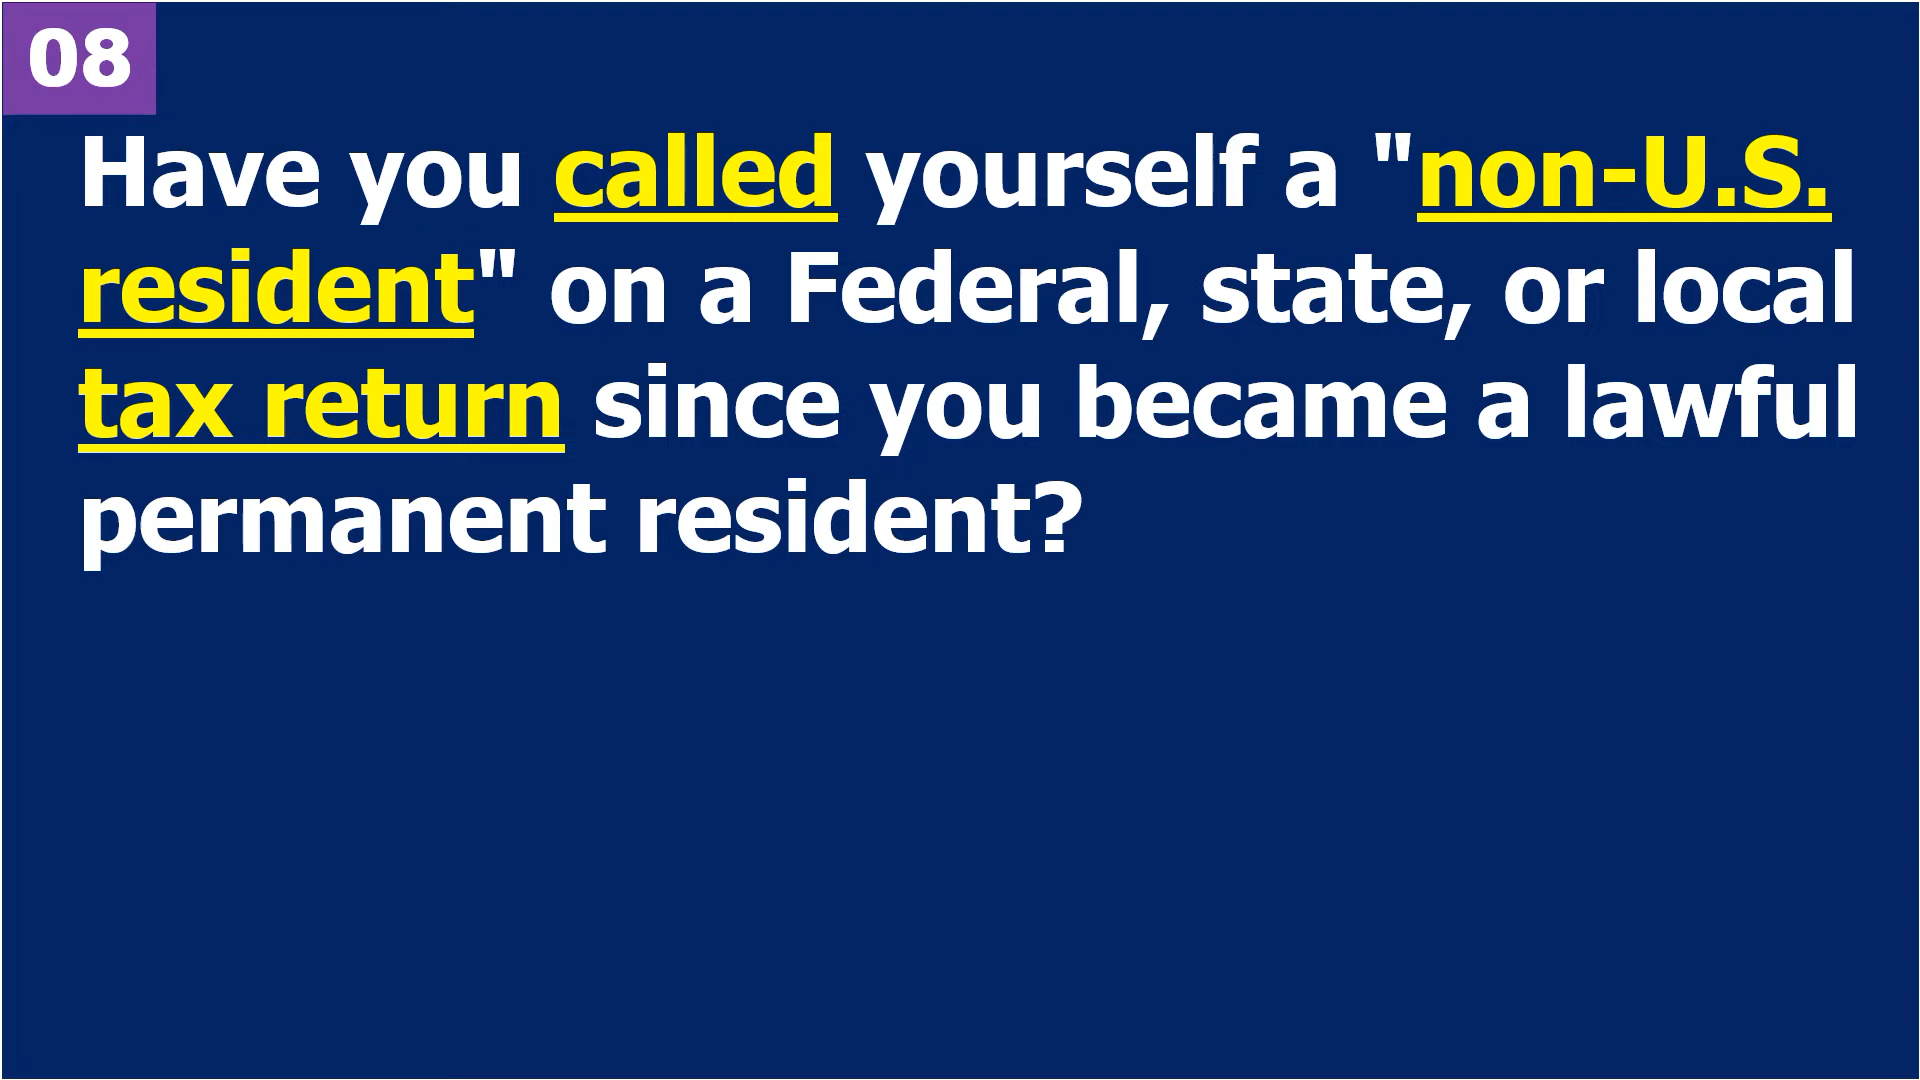 08
Have you called yourself a "non-U.S.
resident" on a Federal, state, or local
tax return since you became a lawful
permanent resident?